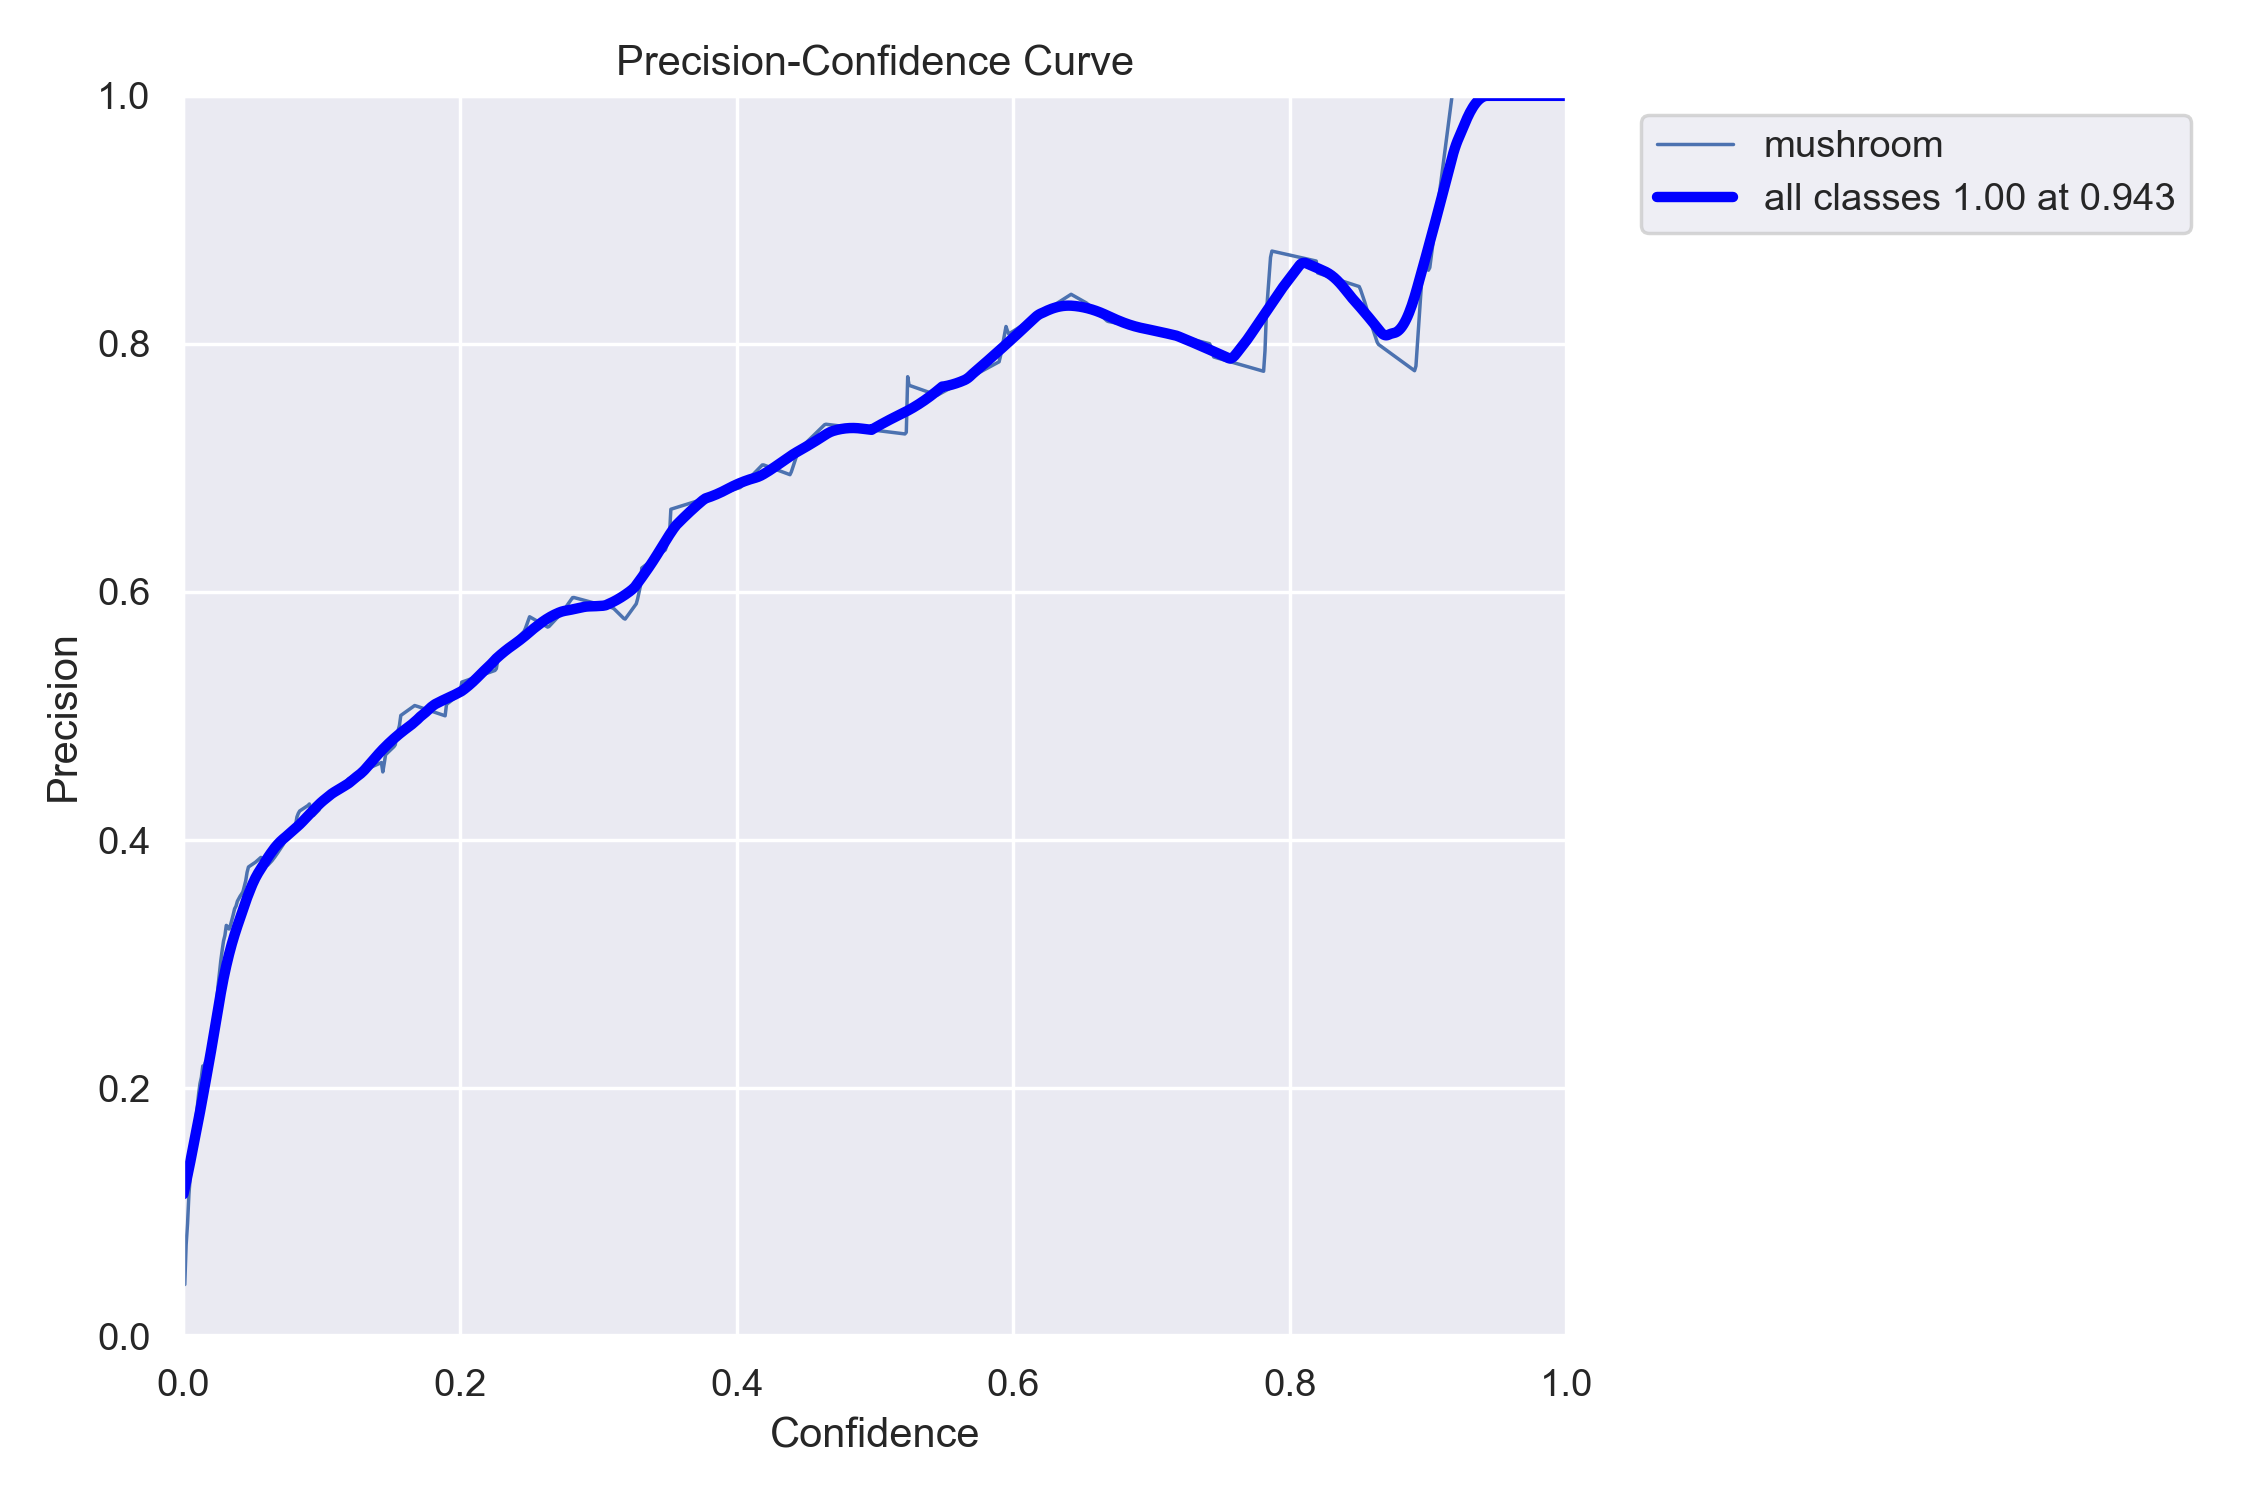 Precision-Confidence Curve
1.0
0.8
0.6
0.4
0.2
0.0
Precision
0.0 0.2 0.4 0.6 0.8 1.0
Confidence
mushroom
all classes 1.00 at 0.943